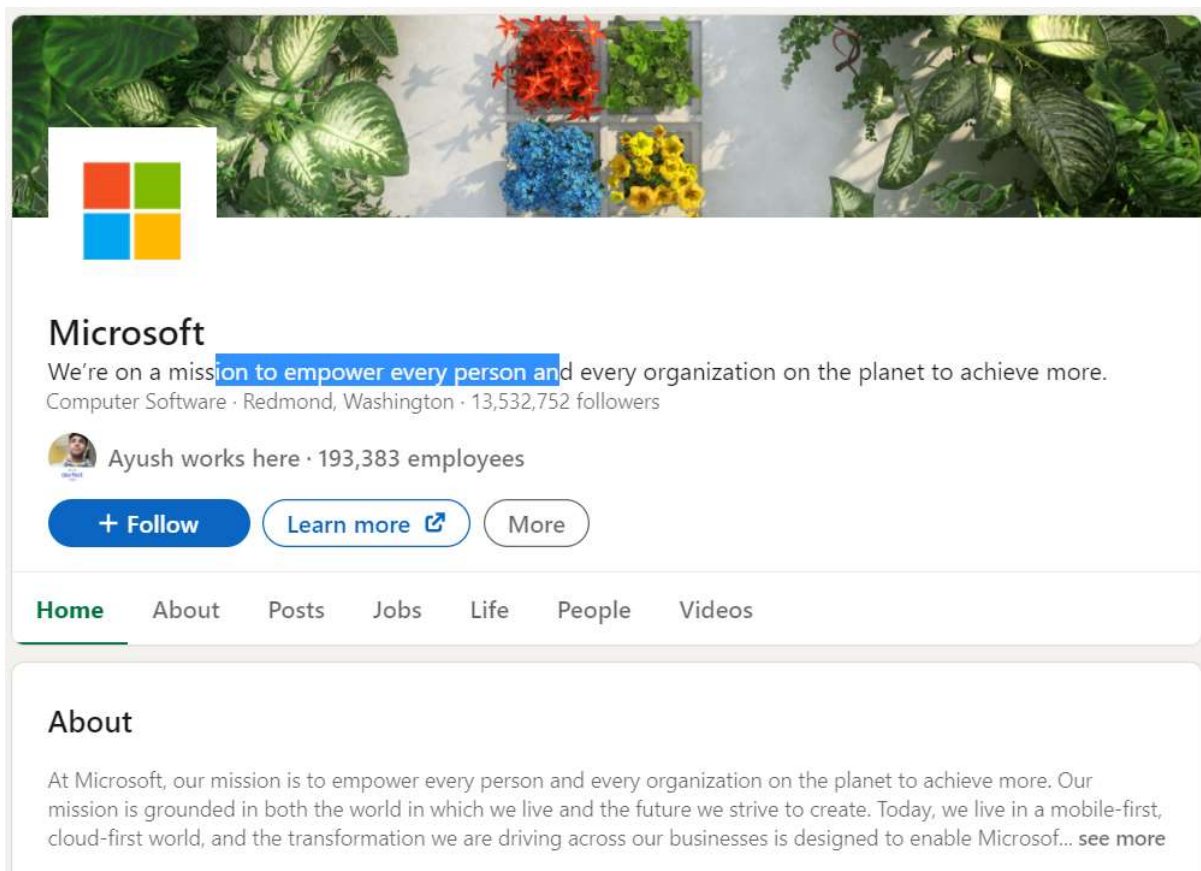 Microsoft
We're on a mission to empower every person and every organization on the planet to achieve more.
Computer Software · Redmond, Washington · 13,532,752 followers
Ayush works here · 193,383 employees
+ Follow
Learn more
More
Home About Posts Jobs Life People Videos
About
At Microsoft, our mission is to empower every person and every organization on the planet to achieve more. Our
mission is grounded in both the world in which we live and the future we strive to create. Today, we live in a mobile-first,
cloud-first world, and the transformation we are driving across our businesses is designed to enable Microsof... see more